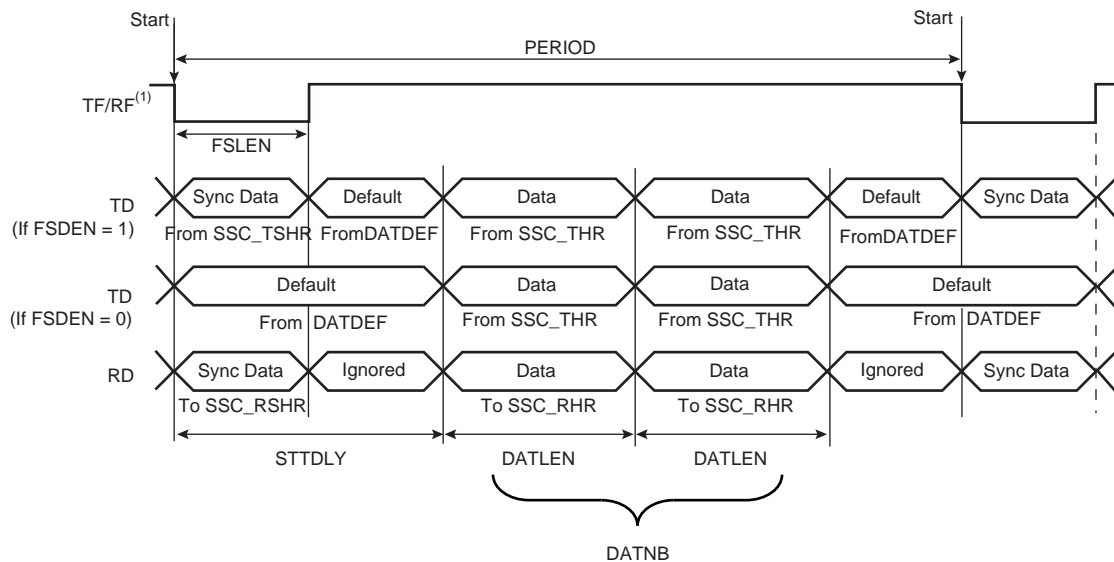 Start
Start
PERIOD
TF/RF(1)
FSLEN
TD
(If FSDEN = 1)
Sync Data
Default
Data
Data
Default
Sync Data
From SSC_TSHR
FromDATDEF
From SSC_THR
From SSC_THR
FromDATDEF
TD
(If FSDEN = 0)
Default
Data
Data
Default
From DATDEF
From SSC_THR
From SSC_THR
From DATDEF
RD
Sync Data
Ignored
Data
Data
Ignored
Sync Data
To SSC_RSHR
To SSC_RHR
To SSC_RHR
STTDLY
DATLEN
DATLEN
DATNB